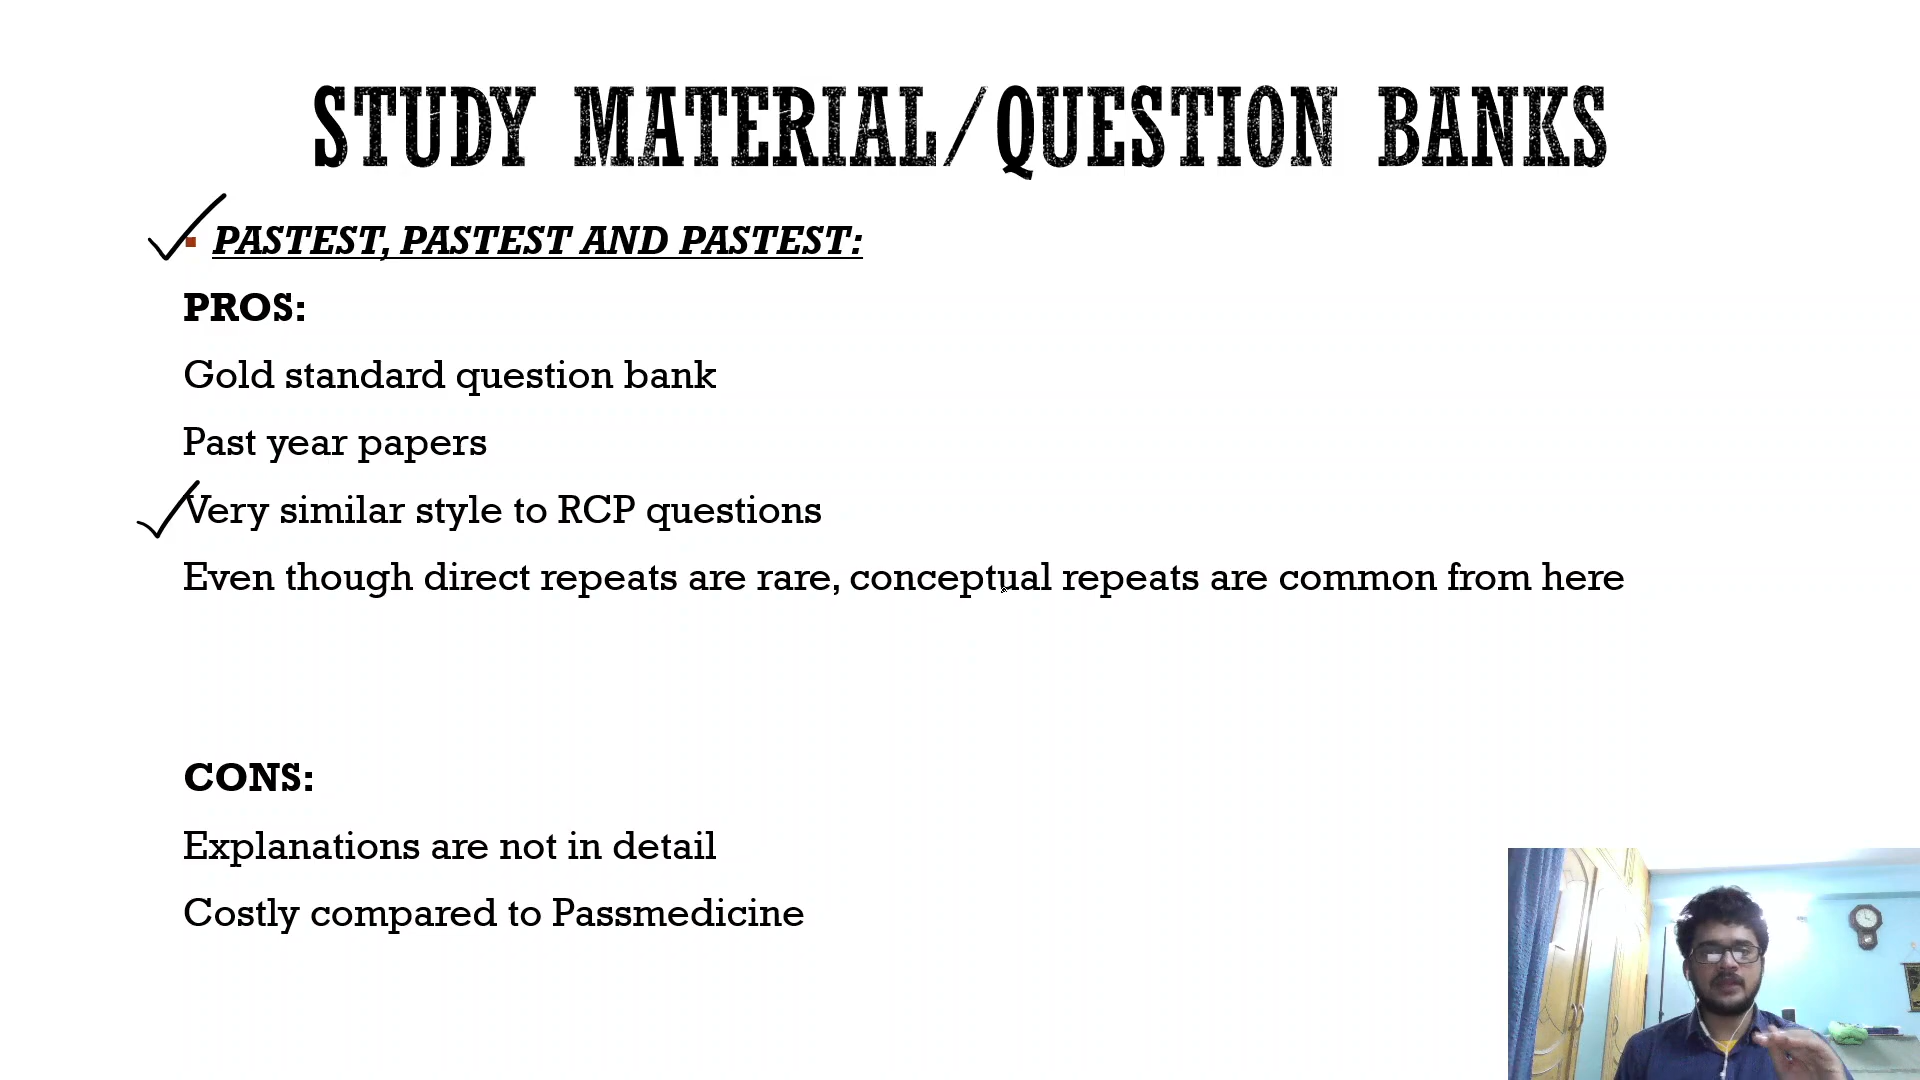 STUDY MATERIAL/QUESTION BANKS
PASTEST, PASTEST AND PASTEST:
PROS:
Gold standard question bank
Past year papers
Very similar style to RCP questions
Even though direct repeats are rare, conceptual repeats are common from here
CONS:
Explanations are not in detail
Costly compared to Passmedicine